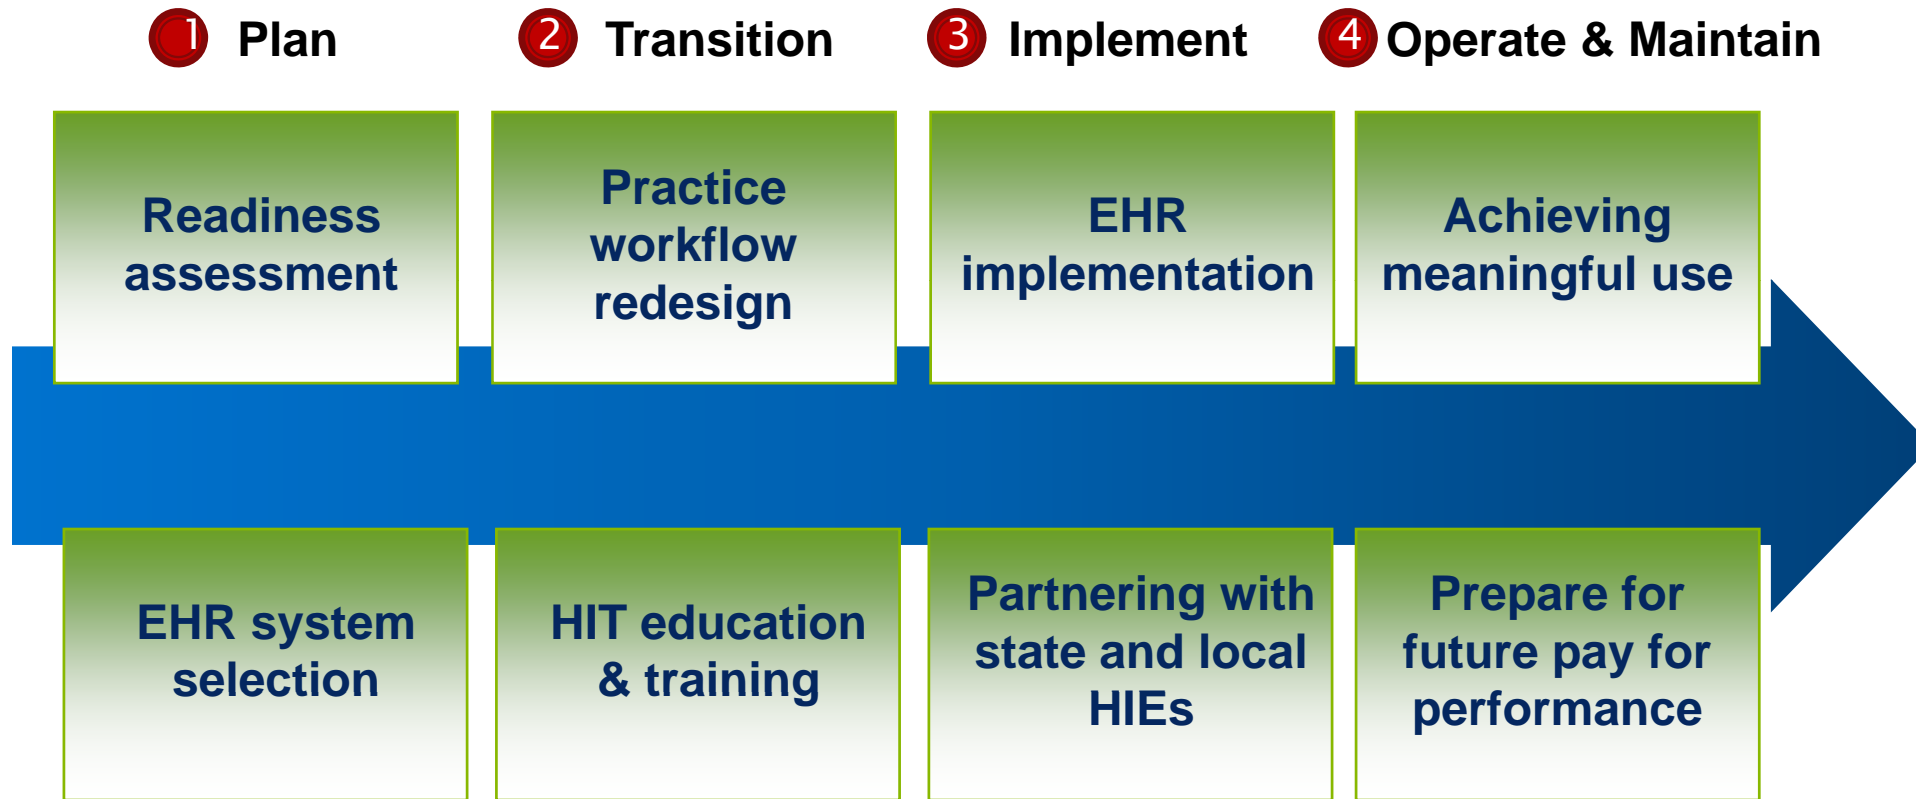 1 Plan
2 Transition
3 Implement
4 Operate & Maintain
Readiness
assessment
Practice
workflow
redesign
EHR
implementation
Achieving
meaningful use
EHR system
selection
HIT education
& training
Partnering with
state and local
HIEs
Prepare for
future pay for
performance